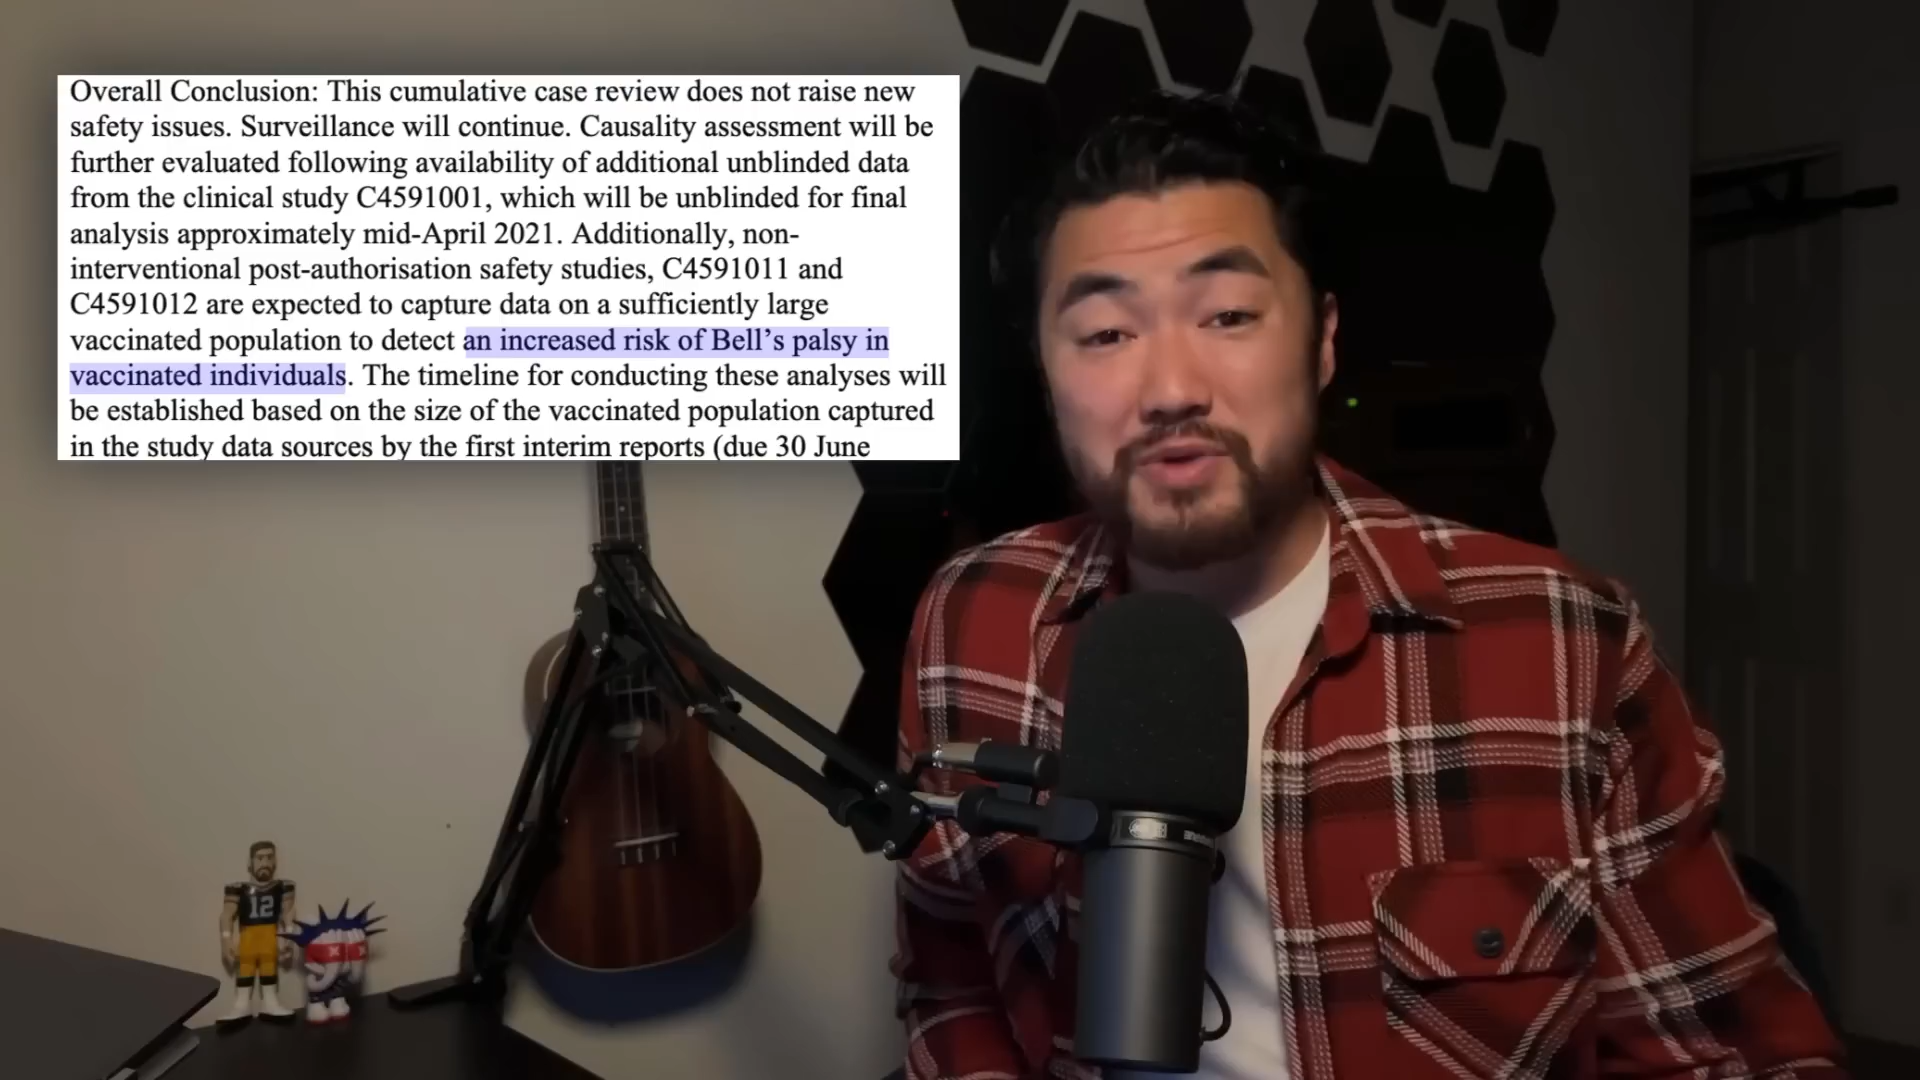 Overall Conclusion: This cumulative case review does not raise new
safety issues. Surveillance will continue. Causality assessment will be
further evaluated following availability of additional unblinded data
from the clinical study C4591001, which will be unblinded for final
analysis approximately mid-April 2021. Additionally, non-
interventional post-authorisation safety studies, C4591011 and
C4591012 are expected to capture data on a sufficiently large
vaccinated population to detect an increased risk of Bell’s palsy in
vaccinated individuals. The timeline for conducting these analyses will
be established based on the size of the vaccinated population captured
in the study data sources by the first interim reports (due 30 June
12